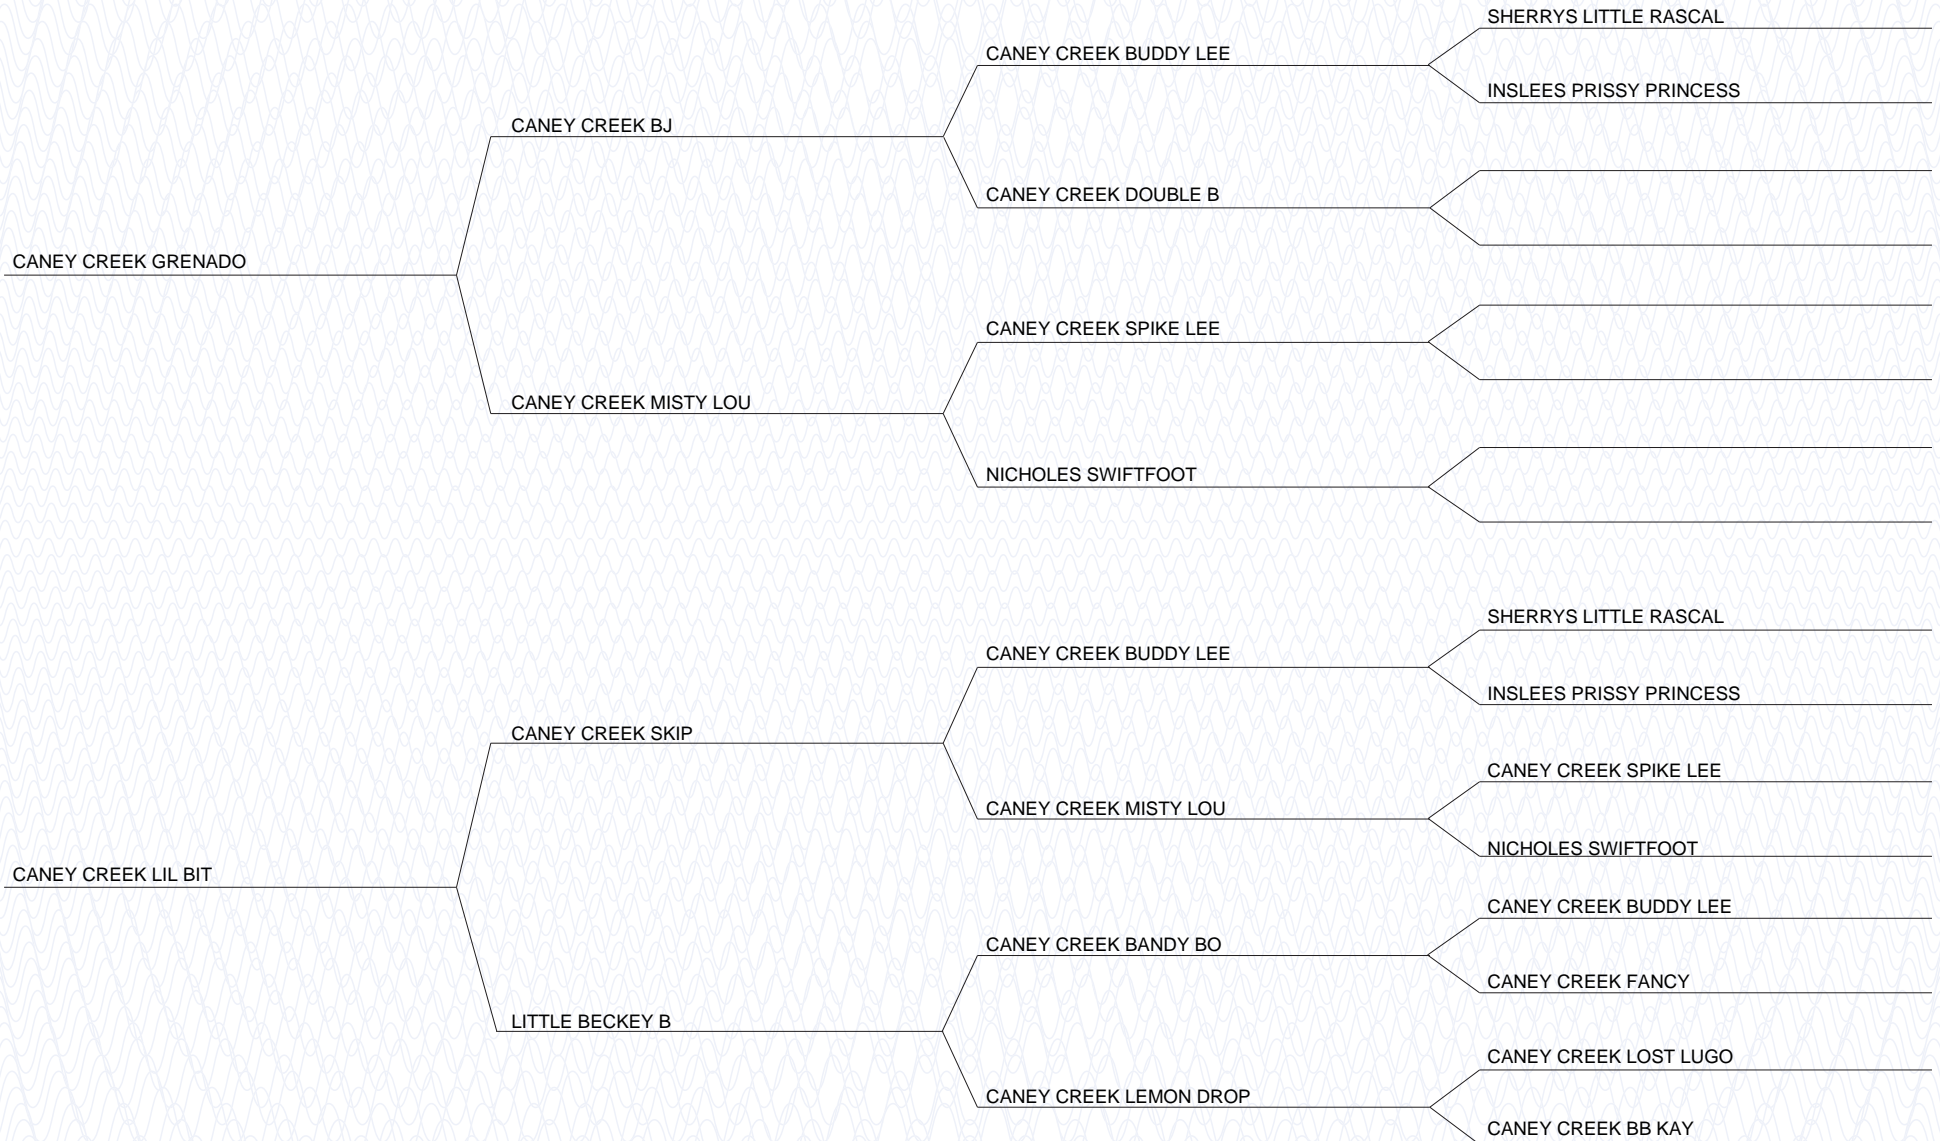 SHERRYS LITTLE RASCAL
CANEY CREEK BUDDY LEE
INSLEES PRISSY PRINCESS
CANEY CREEK BJ
CANEY CREEK DOUBLE B
CANEY CREEK GRENADO
CANEY CREEK SPIKE LEE
CANEY CREEK MISTY LOU
NICHOLES SWIFTFOOT
SHERRYS LITTLE RASCAL
CANEY CREEK BUDDY LEE
INSLEES PRISSY PRINCESS
CANEY CREEK SKIP
CANEY CREEK SPIKE LEE
CANEY CREEK MISTY LOU
NICHOLES SWIFTFOOT
CANEY CREEK LIL BIT
CANEY CREEK BUDDY LEE
CANEY CREEK BANDY BO
CANEY CREEK FANCY
LITTLE BECKEY B
CANEY CREEK LOST LUGO
CANEY CREEK LEMON DROP
CANEY CREEK BB KAY